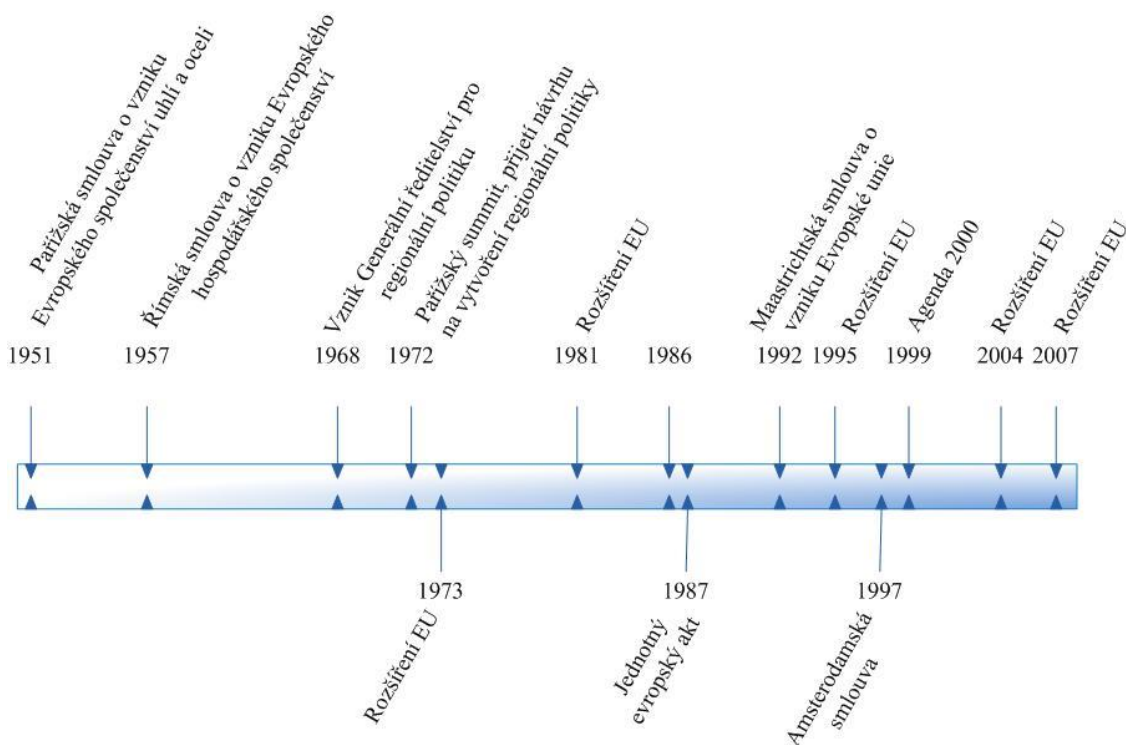 Pařížská smlouva o vzniku
Evropského společenství uhlí a oceli
Římská smlouva o vzniku Evropského
hospodářského společenství
Vznik Generální ředitelství pro
regionální politiku
Pařížský summit, přijetí návrhu
na vytvoření regionální politiky
Rozšíření EU
Maastrichtská smlouva o
vzniku Evropské unie
Rozšíření EU
Agenda 2000
Rozšíření EU
Rozšíření EU
1951
1957
1968
1972
1981
1986
1992
1995
1999
2004
2007
1973
1987
1997
Rozšíření EU
Jednotný
evropský akt
Amsterodamská
smlouva